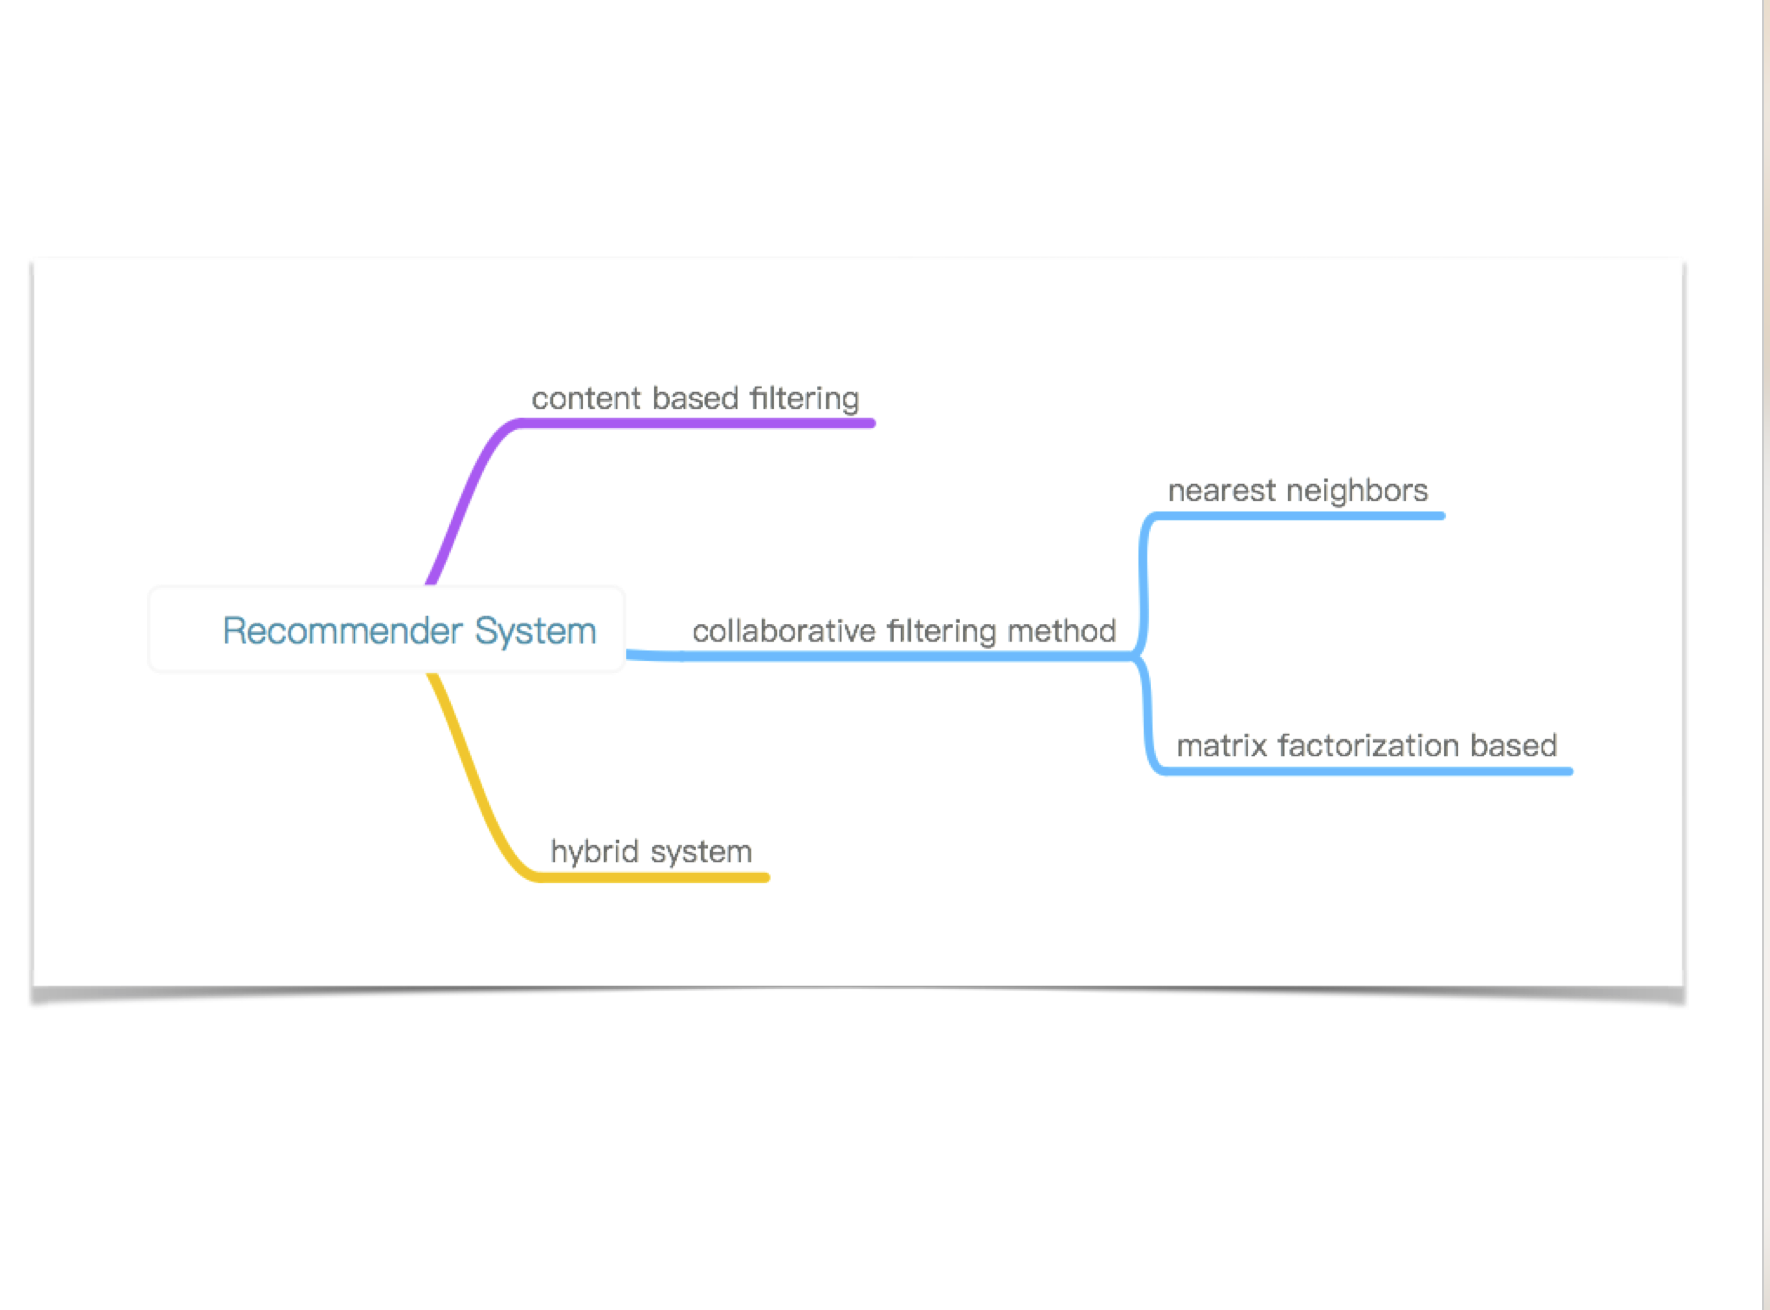 content based filtering
nearest neighbors
Recommender System
collaborative filtering method
matrix factorization based
hybrid system